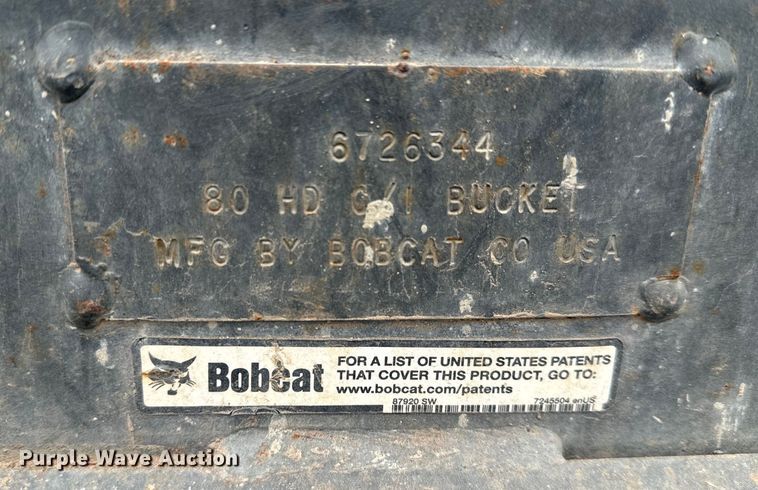 6726344
80 HD C/I BUCKET
MFG BY BOBCAT CO USA
Bobcat
FOR A LIST OF UNITED STATES PATENTS
THAT COVER THIS PRODUCT, GO TO:
www.bobcat.com/patents
87920 SW 7245504 enUS
Purple Wave Auction